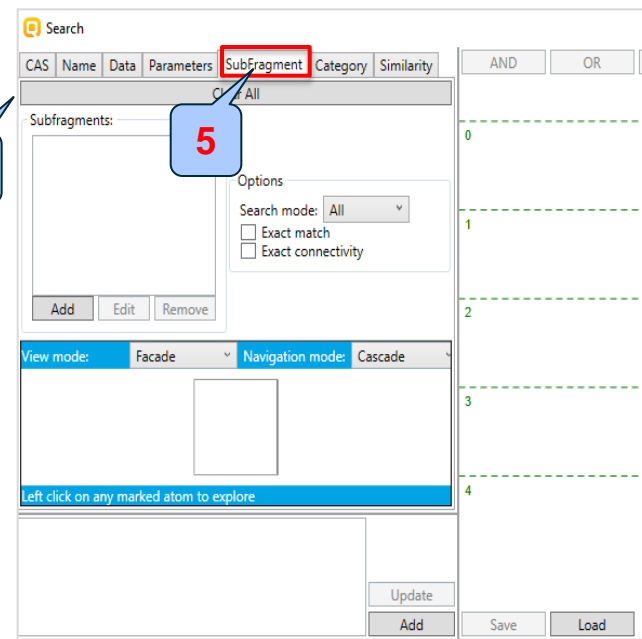 Search
CAS Name Data Parameters SubFragment Category Similarity
AND OR
Subfragments:
5
0
Options
Search mode: All
Exact match
Exact connectivity
1
Add Edit Remove
2
View mode: Facade Navigation mode: Cascade
3
Left click on any marked atom to explore
4
Update
Add
Save Load